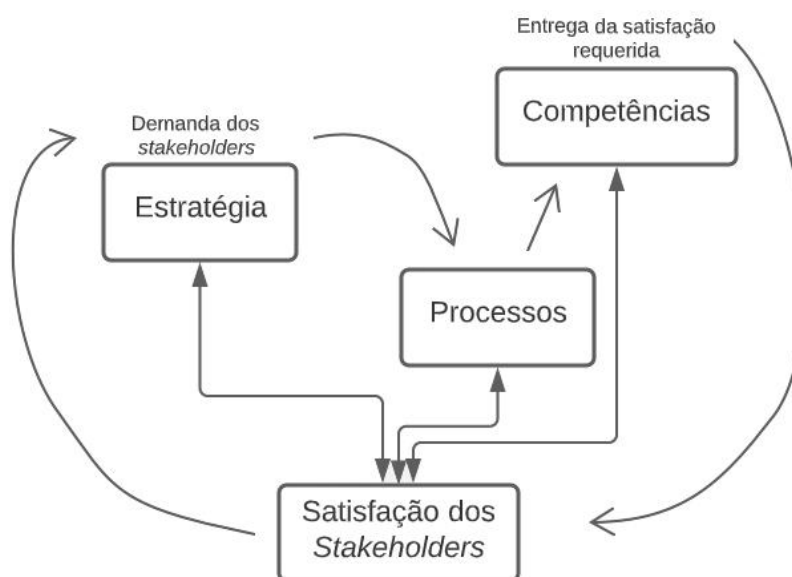 Entrega da satisfação
requerida
Competências
Demanda dos
stakeholders
Estratégia
Processos
Satisfação dos
Stakeholders